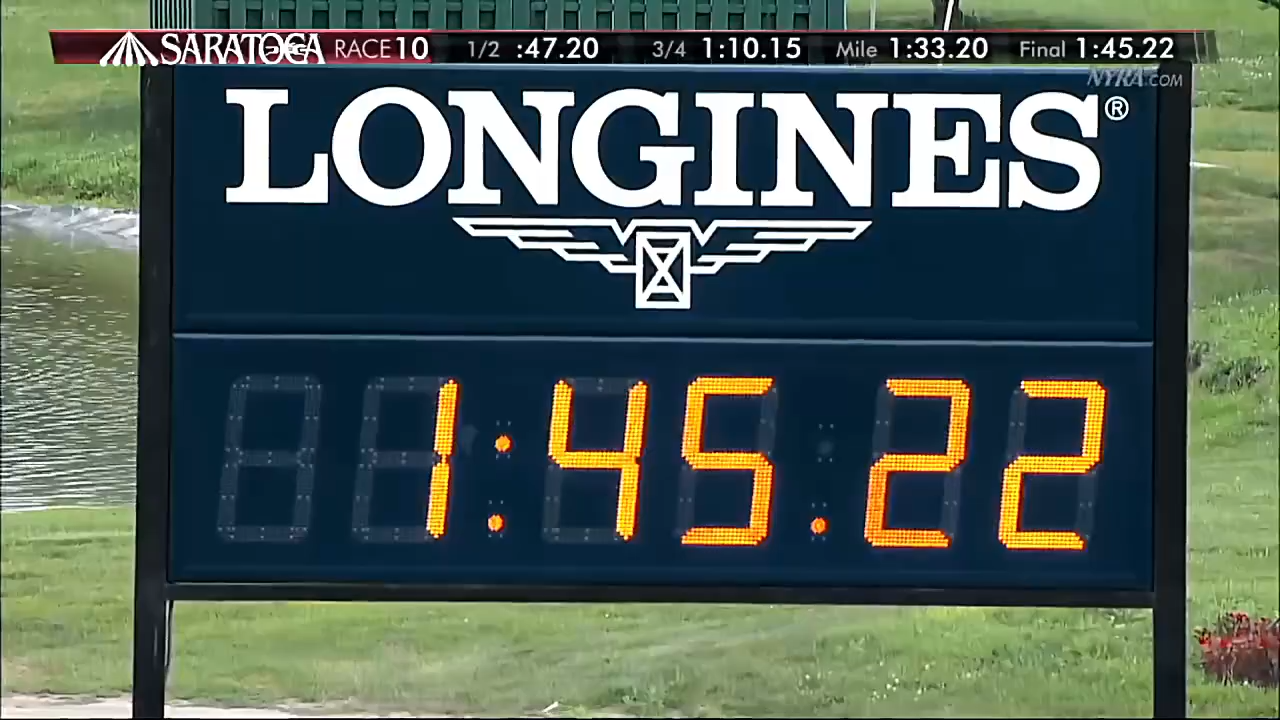 SARATOGA RACE 10 1/2 :47.20 3/4 1:10.15 Mile 1:33.20 Final 1:45.22
NYRA.COM
LONGINES®
1:45.22